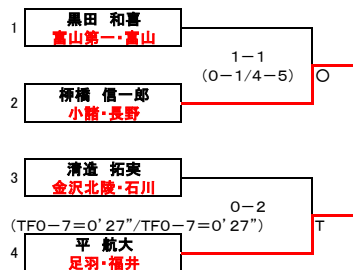 1 黒田 和喜
富山第一・富山
1－1
(0－1/4－5) ○
2 栁橋 信一郎
小諸・長野
3 清造 拓実
金沢北陵・石川
0－2
(TF0－7=0'27"/TF0－7=0'27") T
4 平 航大
足羽・福井